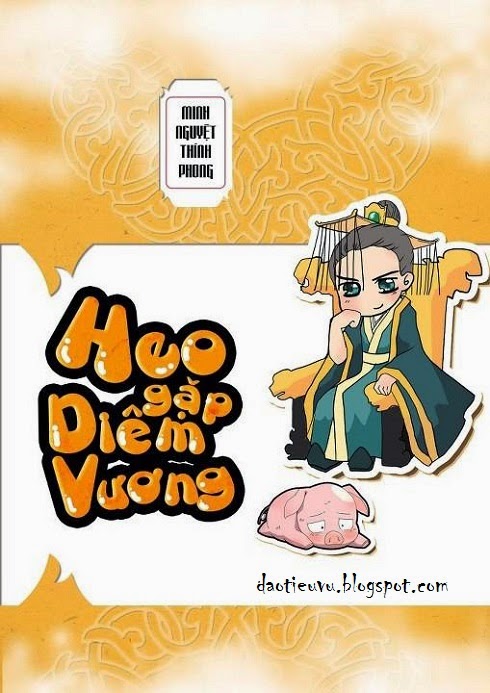 MINH
NGUYỆT
THÍNH
PHONG
Heo
gặp
Diêm
Vương
daotieuvu.blogspot.com